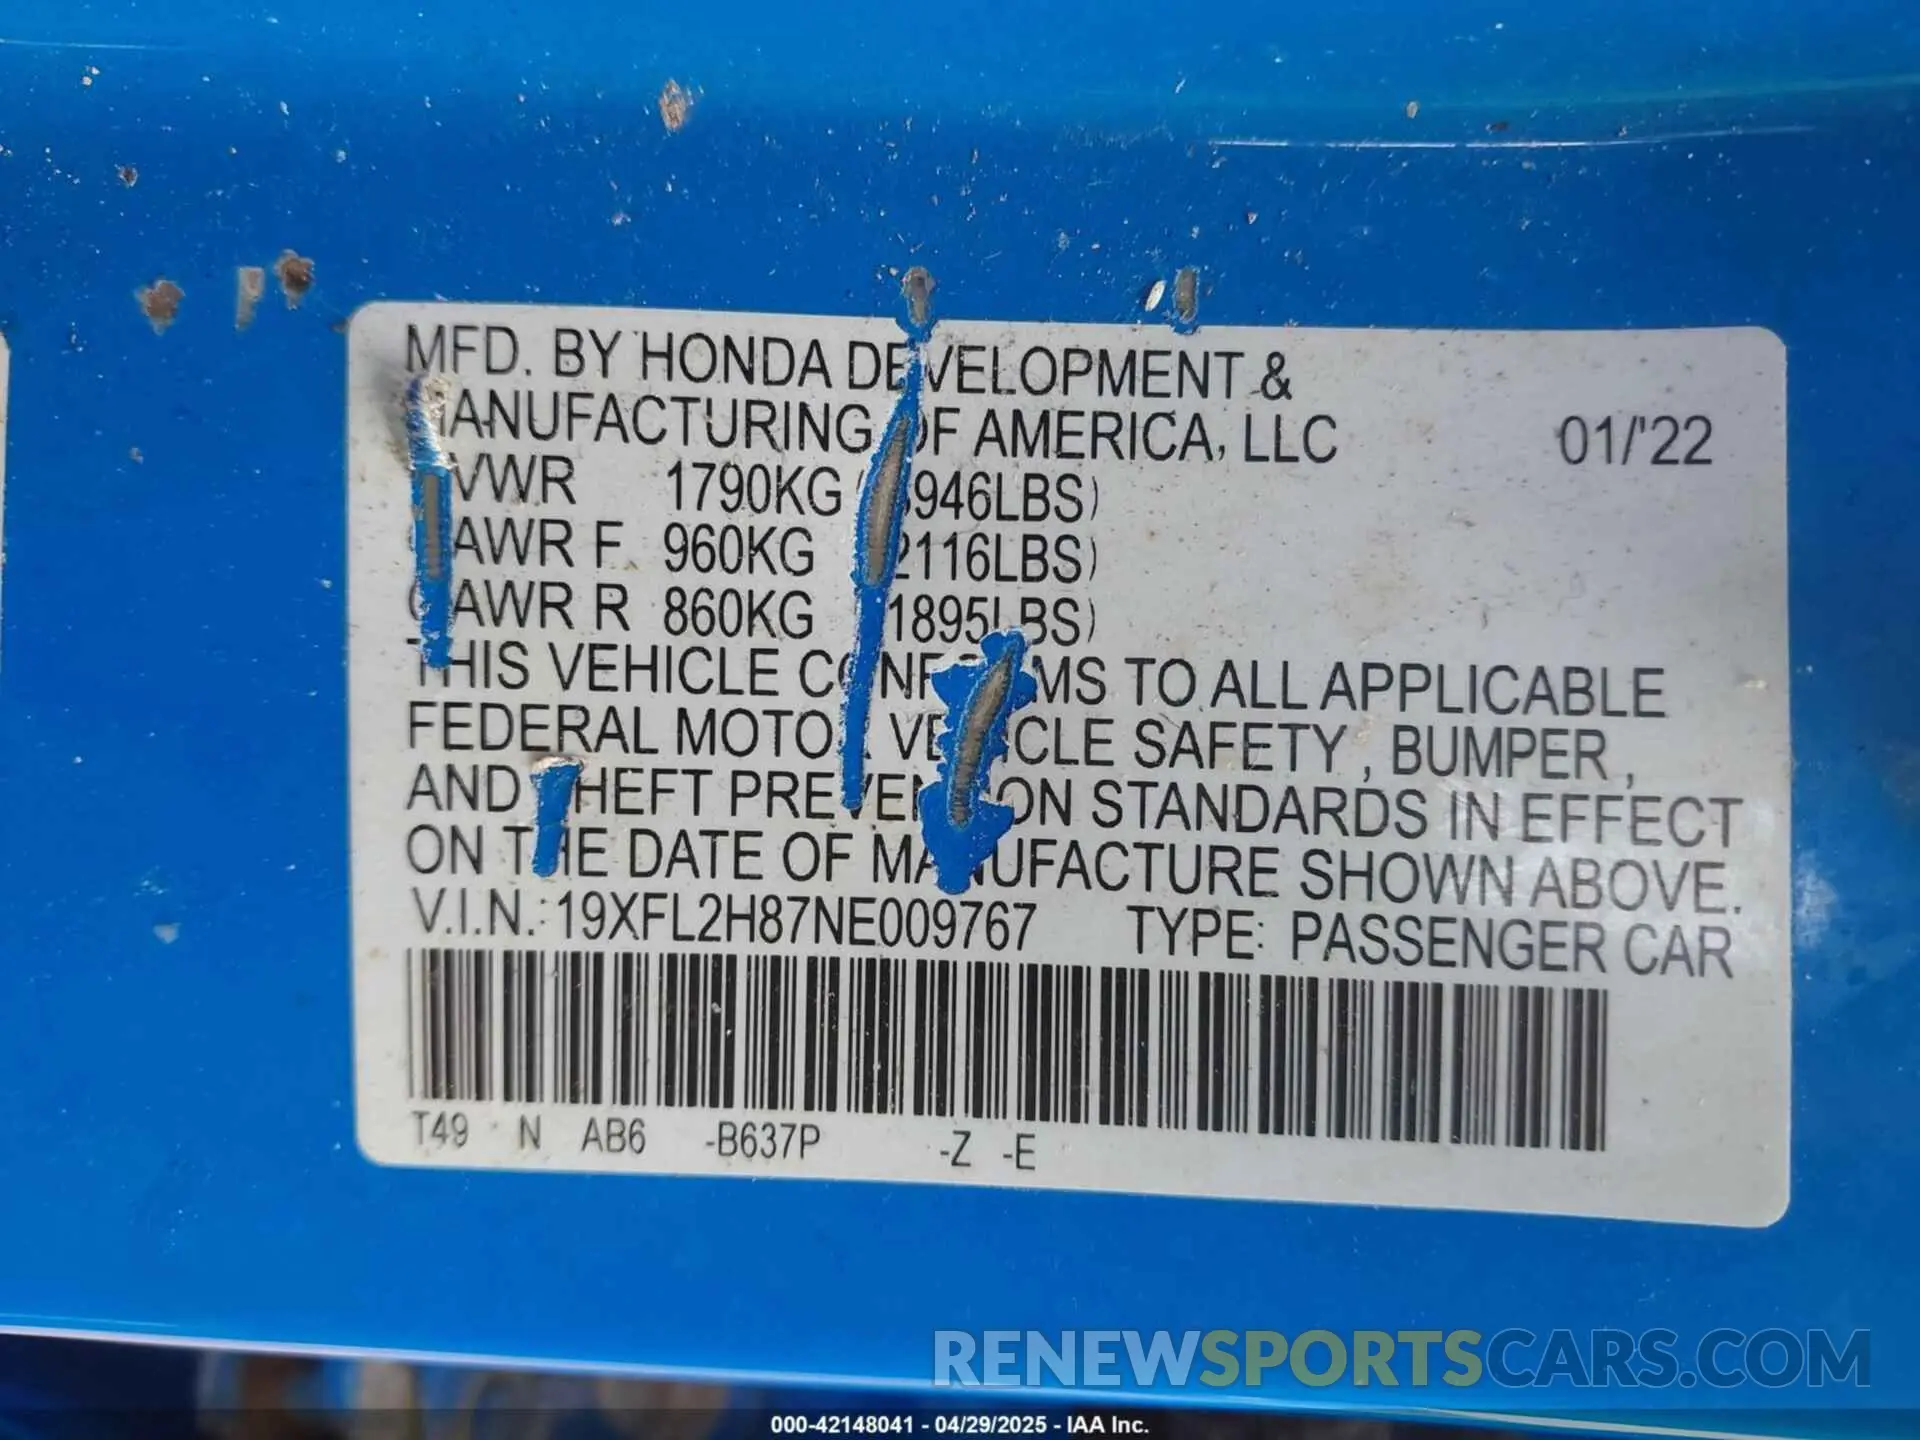 MFD. BY HONDA DEVELOPMENT &
MANUFACTURING OF AMERICA, LLC 01/'22
GVWR 1790KG (3946LBS)
GAWR F 960KG (2116LBS)
GAWR R 860KG (1895LBS)
THIS VEHICLE CONFORMS TO ALL APPLICABLE
FEDERAL MOTOR VEHICLE SAFETY , BUMPER ,
AND THEFT PREVENTION STANDARDS IN EFFECT
ON THE DATE OF MANUFACTURE SHOWN ABOVE.
V.I.N.: 19XFL2H87NE009767 TYPE: PASSENGER CAR
T49 N AB6 -B637P -Z -E
RENEWSPORTSCARS.COM
000-42148041 - 04/29/2025 - IAA Inc.